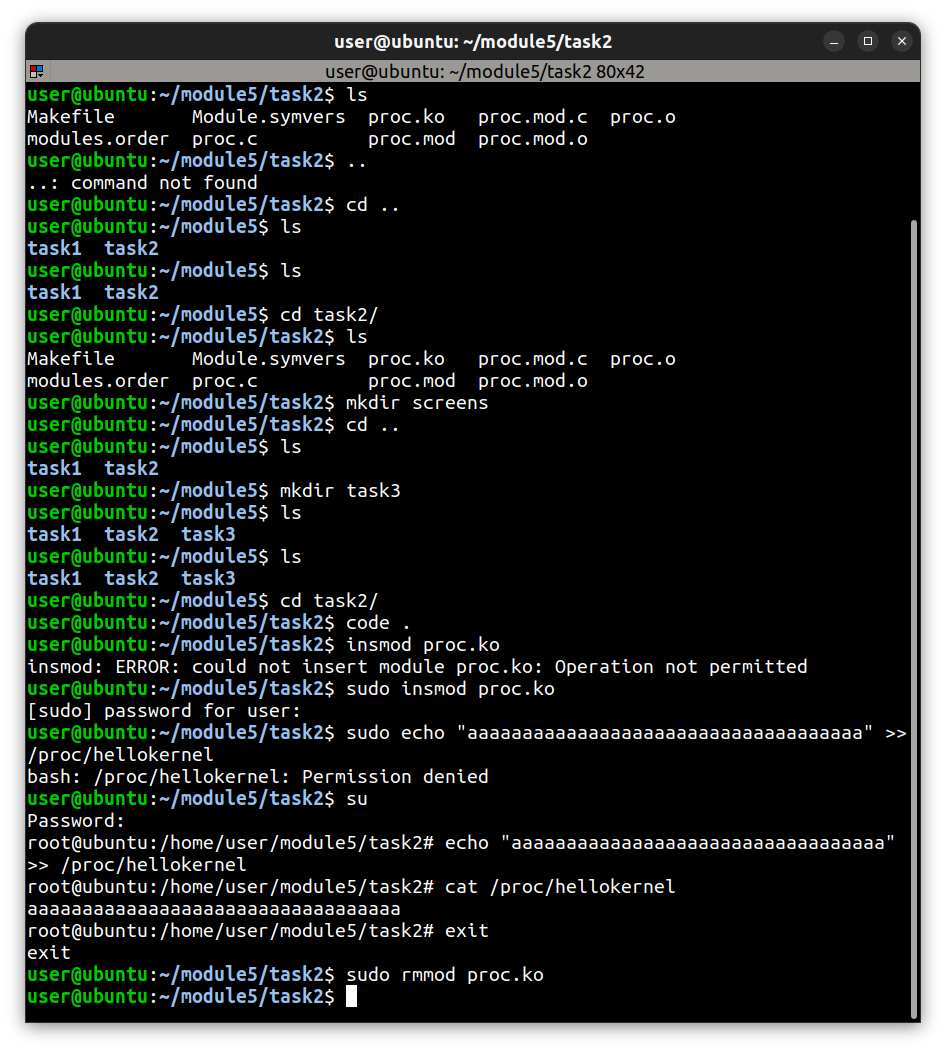 user@ubuntu: ~/module5/task2
user@ubuntu: ~/module5/task2 80x42
user@ubuntu:~/module5/task2$ ls
Makefile       Module.symvers  proc.ko   proc.mod.c  proc.o
modules.order  proc.c          proc.mod  proc.mod.o
user@ubuntu:~/module5/task2$ ..
..: command not found
user@ubuntu:~/module5/task2$ cd ..
user@ubuntu:~/module5$ ls
task1  task2
user@ubuntu:~/module5$ ls
task1  task2
user@ubuntu:~/module5$ cd task2/
user@ubuntu:~/module5/task2$ ls
Makefile       Module.symvers  proc.ko   proc.mod.c  proc.o
modules.order  proc.c          proc.mod  proc.mod.o
user@ubuntu:~/module5/task2$ mkdir screens
user@ubuntu:~/module5/task2$ cd ..
user@ubuntu:~/module5$ ls
task1  task2
user@ubuntu:~/module5$ mkdir task3
user@ubuntu:~/module5$ ls
task1  task2  task3
user@ubuntu:~/module5$ ls
task1  task2  task3
user@ubuntu:~/module5$ cd task2/
user@ubuntu:~/module5/task2$ code .
user@ubuntu:~/module5/task2$ insmod proc.ko
insmod: ERROR: could not insert module proc.ko: Operation not permitted
user@ubuntu:~/module5/task2$ sudo insmod proc.ko
[sudo] password for user:
user@ubuntu:~/module5/task2$ sudo echo "aaaaaaaaaaaaaaaaaaaaaaaaaaaaaaaaaaaa" >>
/proc/hellokernel
bash: /proc/hellokernel: Permission denied
user@ubuntu:~/module5/task2$ su
Password:
root@ubuntu:/home/user/module5/task2# echo "aaaaaaaaaaaaaaaaaaaaaaaaaaaaaaaaaa"
>> /proc/hellokernel
root@ubuntu:/home/user/module5/task2# cat /proc/hellokernel
aaaaaaaaaaaaaaaaaaaaaaaaaaaaaaaaaa
root@ubuntu:/home/user/module5/task2# exit
exit
user@ubuntu:~/module5/task2$ sudo rmmod proc.ko
user@ubuntu:~/module5/task2$